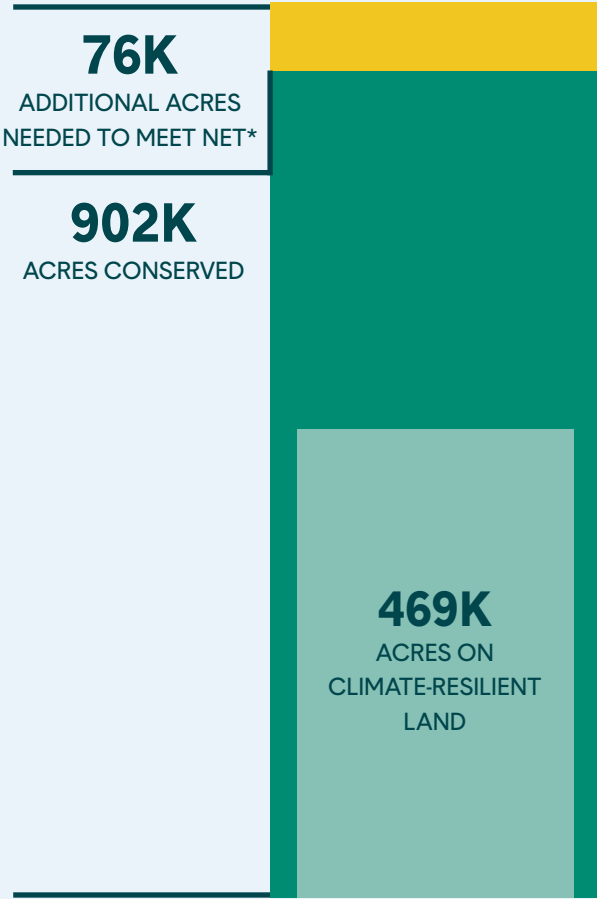 76K
ADDITIONAL ACRES
NEEDED TO MEET NET*
902K
ACRES CONSERVED
469K
ACRES ON
CLIMATE-RESILIENT
LAND